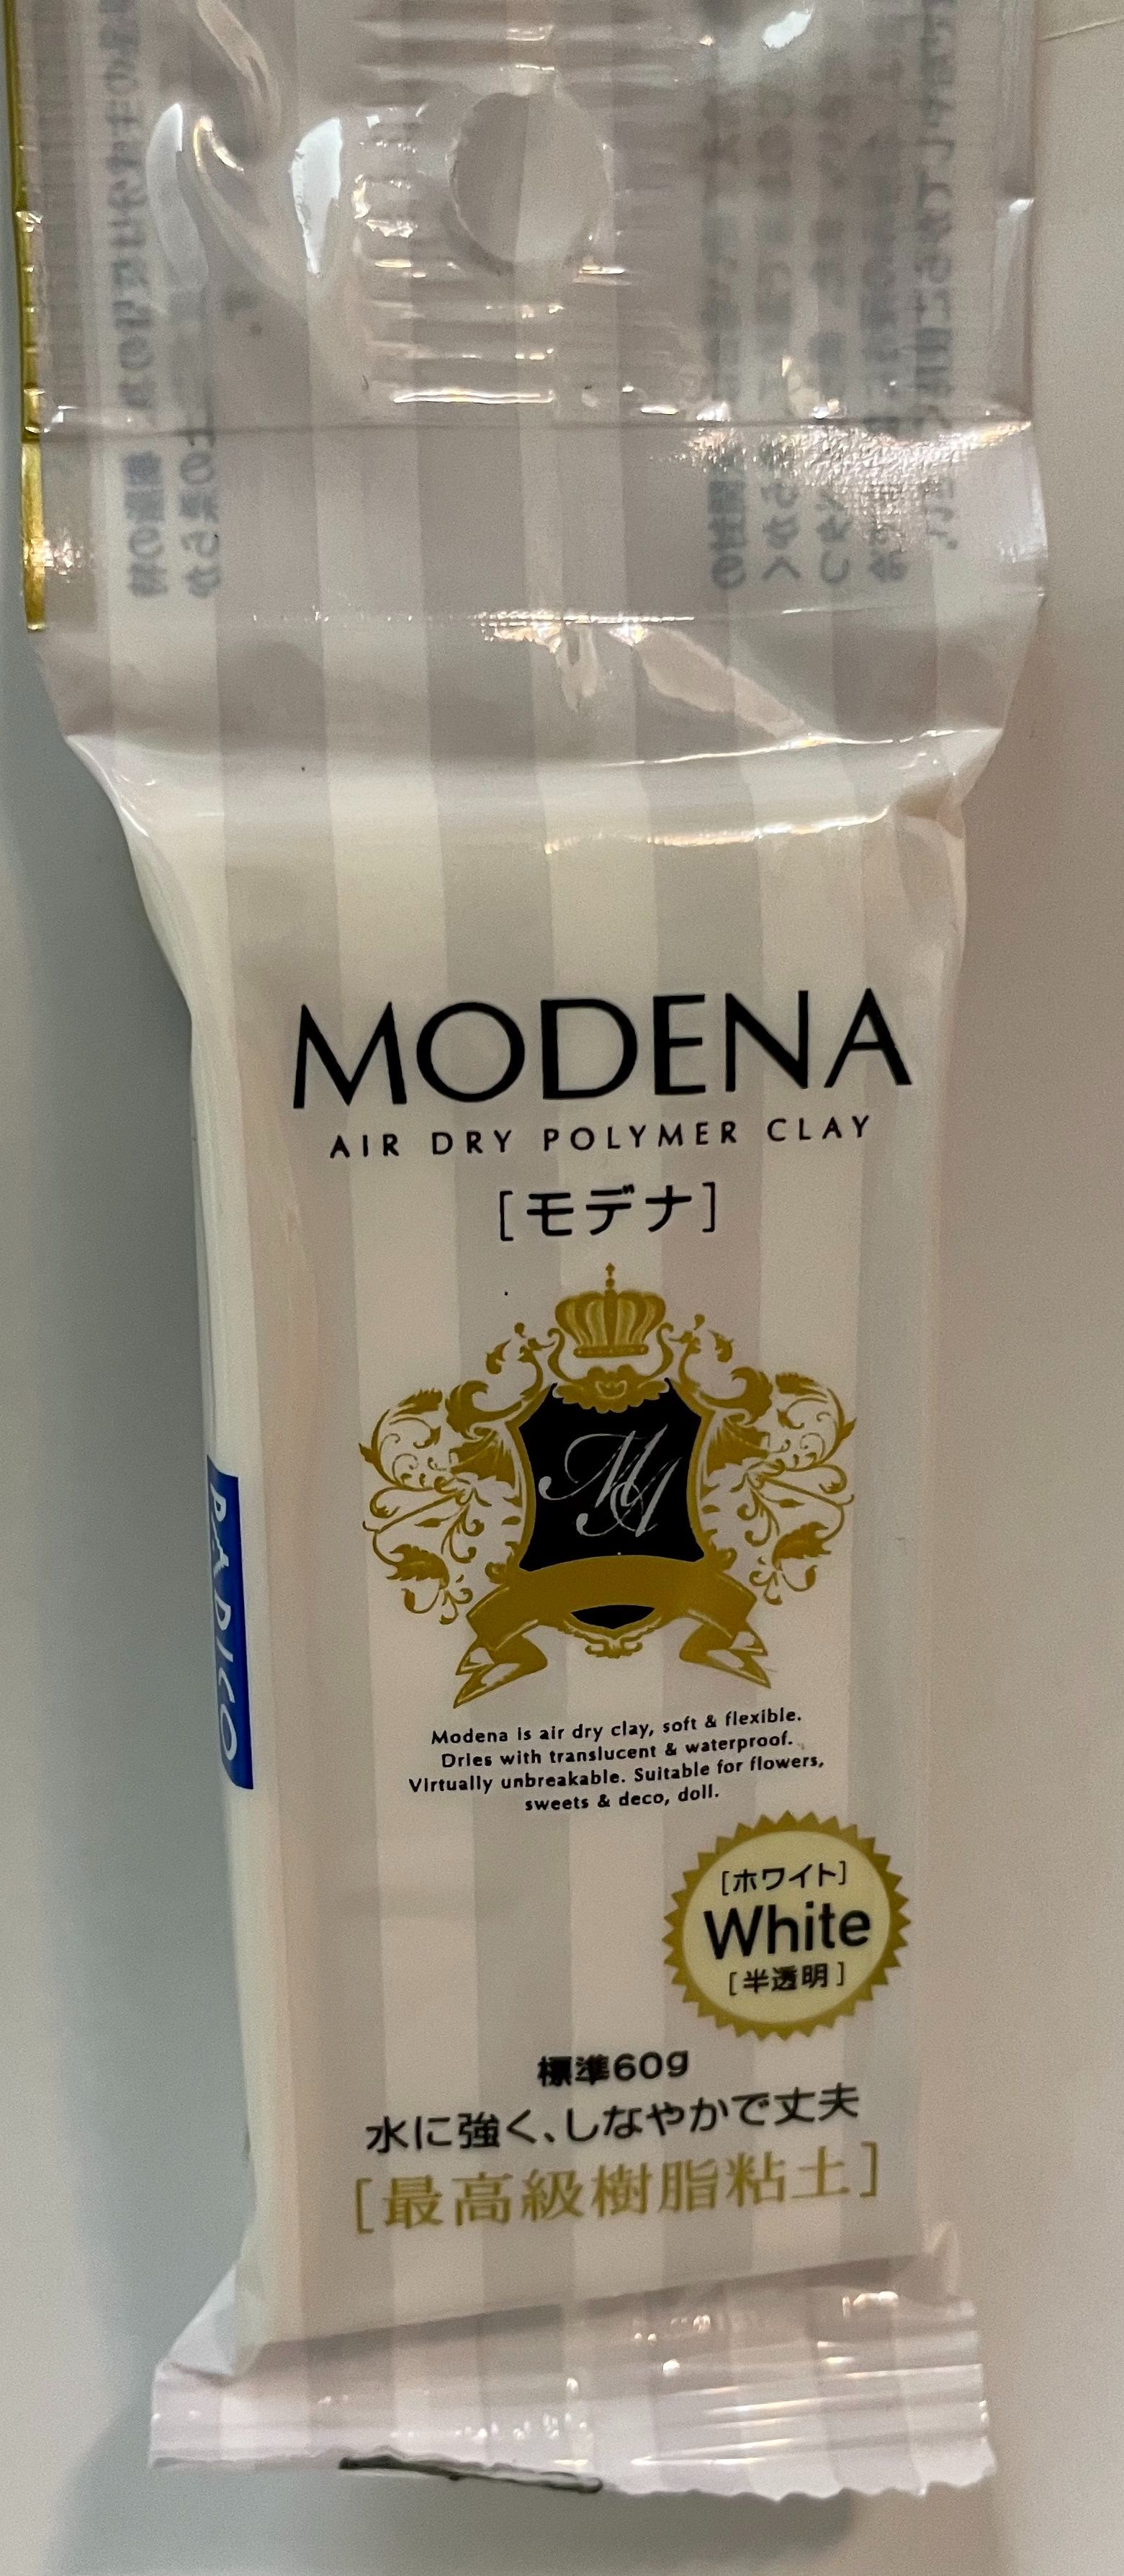 MODENA
AIR DRY POLYMER CLAY
[モデナ]
MA
PADICO
Modena is air dry clay, soft & flexible.
Dries with translucent & waterproof.
Virtually unbreakable. Suitable for flowers,
sweets & deco, doll.
[ホワイト]
White
[半透明]
標準60g
水に強く、しなやかで丈夫
[最高級樹脂粘土]